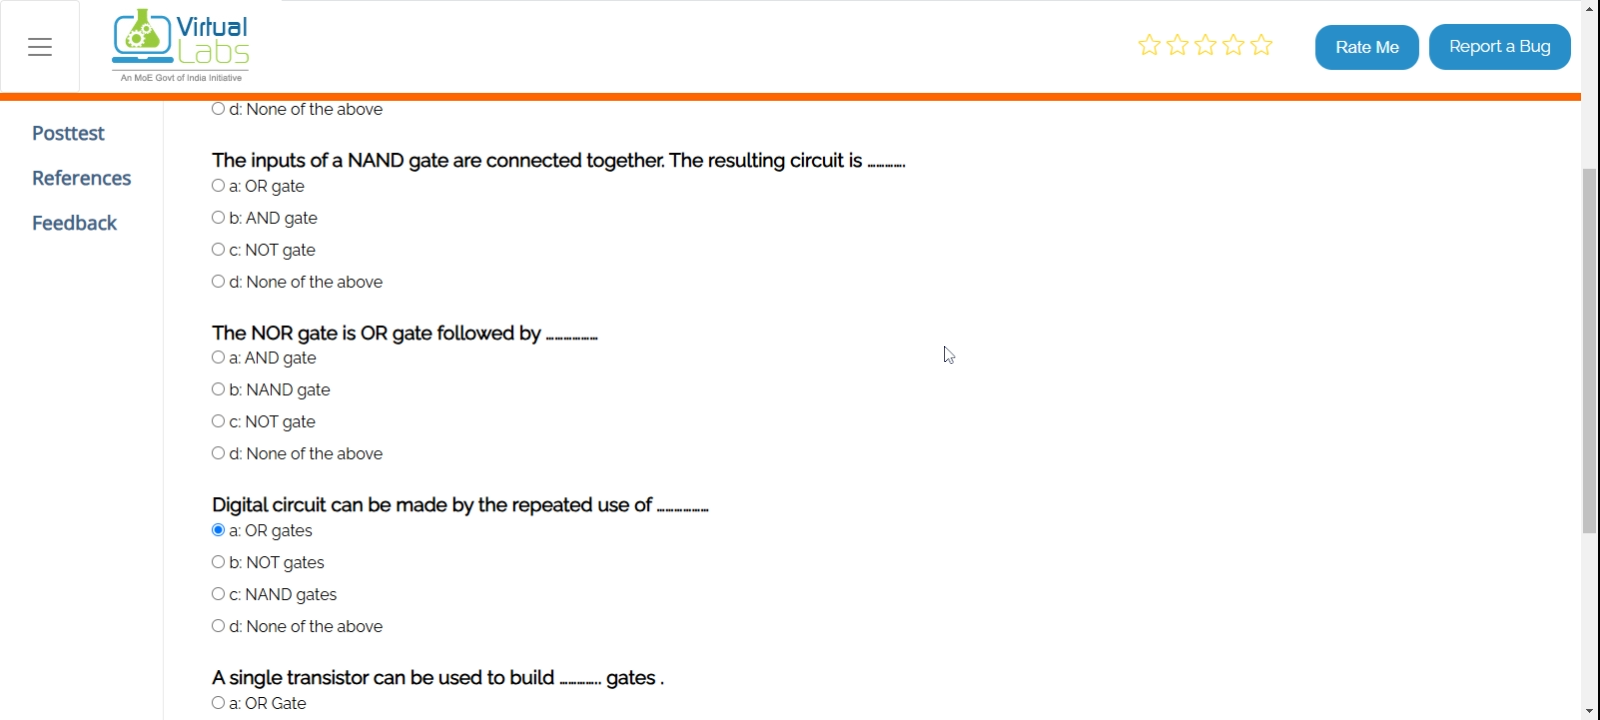 Virtual
Labs
An MoE Govt of India Initiative
Rate Me
Report a Bug
Posttest
References
Feedback
d: None of the above
The inputs of a NAND gate are connected together. The resulting circuit is ............
a: OR gate
b: AND gate
c: NOT gate
d: None of the above
The NOR gate is OR gate followed by ................
a: AND gate
b: NAND gate
c: NOT gate
d: None of the above
Digital circuit can be made by the repeated use of ................
a: OR gates
b: NOT gates
c: NAND gates
d: None of the above
A single transistor can be used to build ............. gates .
a: OR Gate